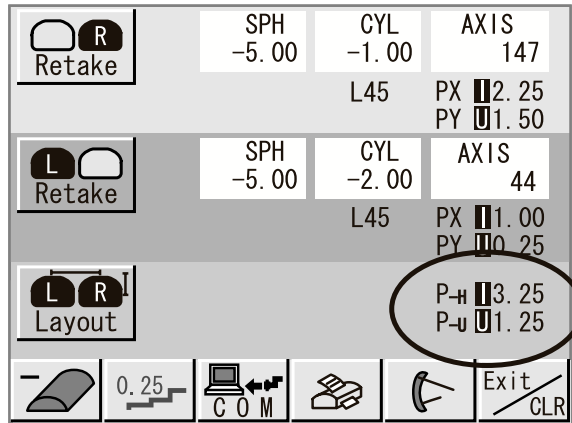 R
Retake
SPH CYL AXIS
-5.00 -1.00 147
L45 PX I2.25
PY U1.50
L
Retake
SPH CYL AXIS
-5.00 -2.00 44
L45 PX I1.00
PY U0.25
L R
Layout
P-H I3.25
P-U U1.25
0.25
COM
Exit
CLR